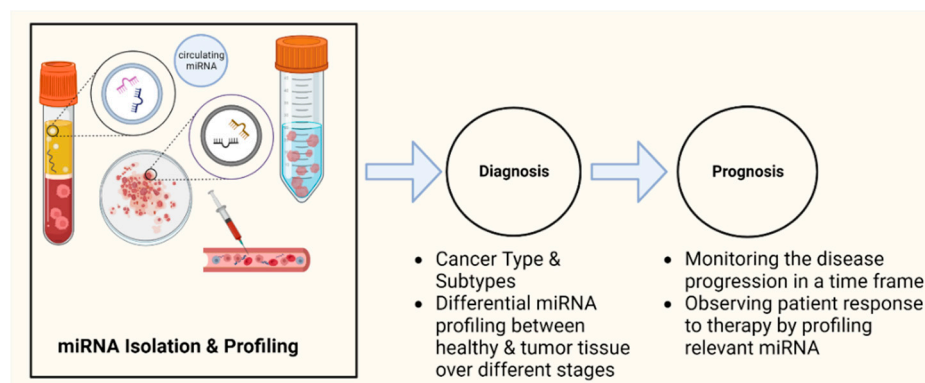 circulating
miRNA
miRNA Isolation & Profiling
Diagnosis
• Cancer Type &
Subtypes
• Differential miRNA
profiling between
healthy & tumor tissue
over different stages
Prognosis
• Monitoring the disease
progression in a time frame
• Observing patient response
to therapy by profiling
relevant miRNA